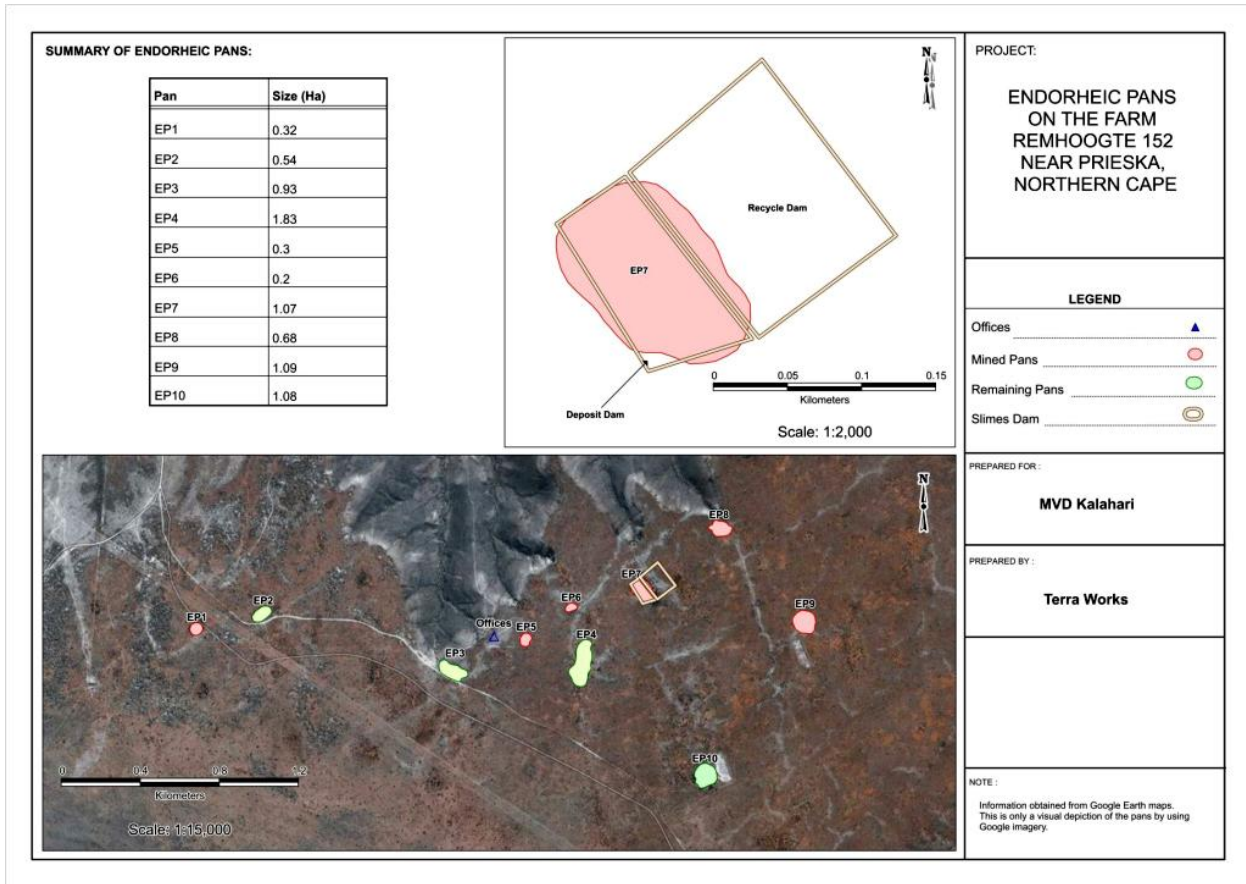 SUMMARY OF ENDORHEIC PANS:
Pan Size (Ha)
EP1 0.32
EP2 0.54
EP3 0.93
EP4 1.83
EP5 0.3
EP6 0.2
EP7 1.07
EP8 0.68
EP9 1.09
EP10 1.08
N
Recycle Dam
EP7
Deposit Dam
0 0.05 0.1 0.15
Kilometers
Scale: 1:2,000
N
EP8
EP7
EP6
EP2
EP1
EP9
Offices
EP5
EP4
EP3
EP10
0 0.4 0.8 1.2
Kilometers
Scale: 1:15,000
PROJECT:
ENDORHEIC PANS
ON THE FARM
REMHOOGTE 152
NEAR PRIESKA,
NORTHERN CAPE
LEGEND
Offices
Mined Pans
Remaining Pans
Slimes Dam
PREPARED FOR :
MVD Kalahari
PREPARED BY :
Terra Works
NOTE :
Information obtained from Google Earth maps.
This is only a visual depiction of the pans by using
Google imagery.